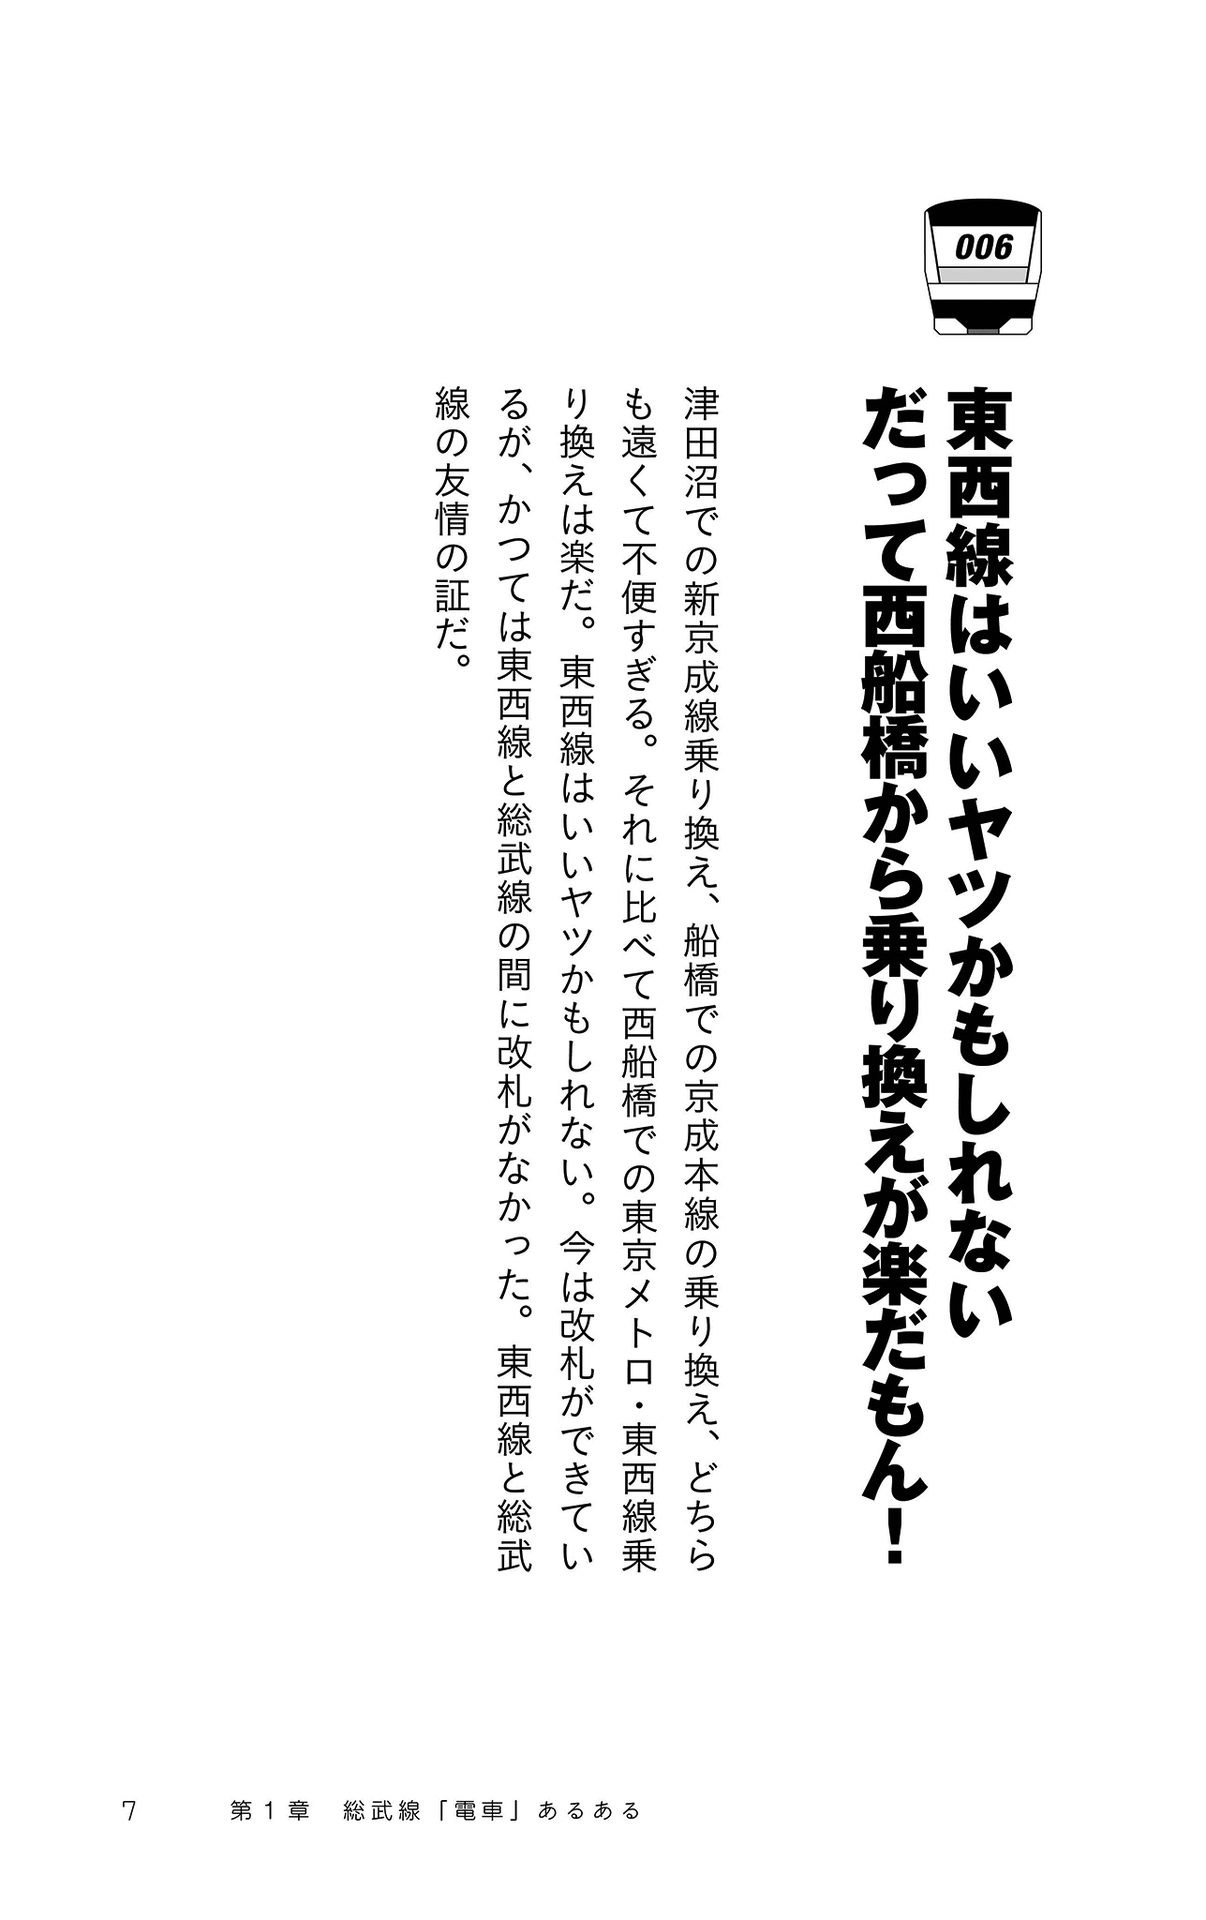 006
東西線はいいヤツかもしれない
だって西船橋から乗り換えが楽だもん！
津田沼での新京成線乗り換え、船橋での京成本線の乗り換え、どちら
も遠くて不便すぎる。それに比べて西船橋での東京メトロ・東西線乗
り換えは楽だ。東西線はいいヤツかもしれない。今は改札ができてい
るが、かつては東西線と総武線の間に改札がなかった。東西線と総武
線の友情の証だ。
7 第1章 総武線「電車」あるある